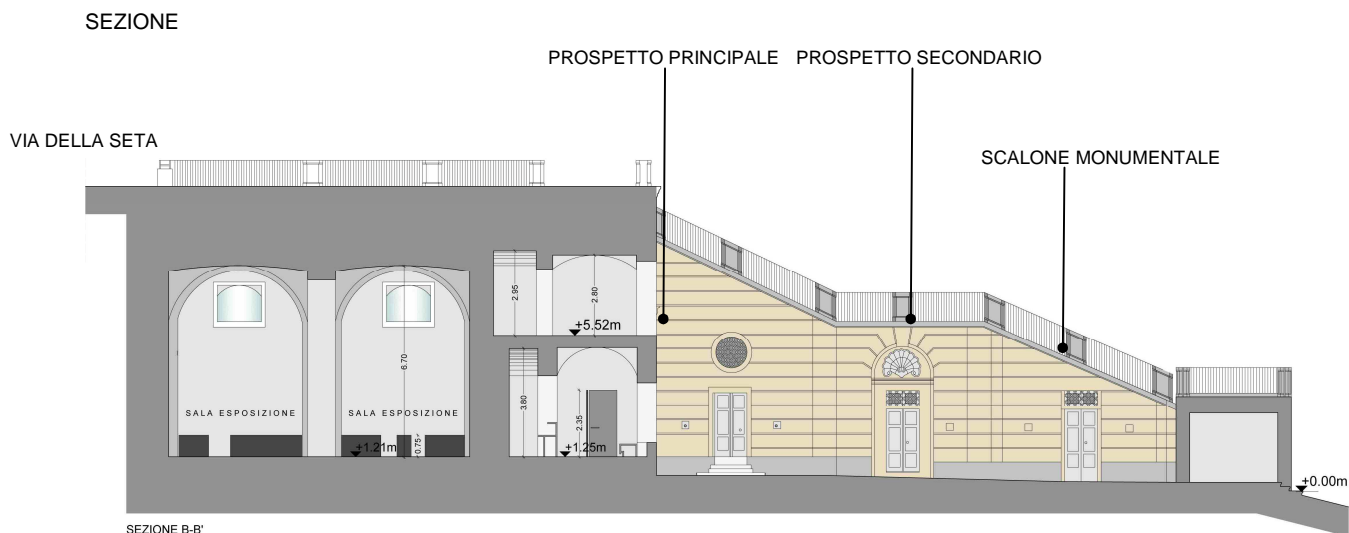 SEZIONE
PROSPETTO PRINCIPALE
PROSPETTO SECONDARIO
VIA DELLA SETA
SCALONE MONUMENTALE
2.95
2.80
+5.52m
6.70
3.80
2.35
SALA ESPOSIZIONE
SALA ESPOSIZIONE
+1.21m
0.75
+1.25m
+0.00m
SEZIONE B-B'